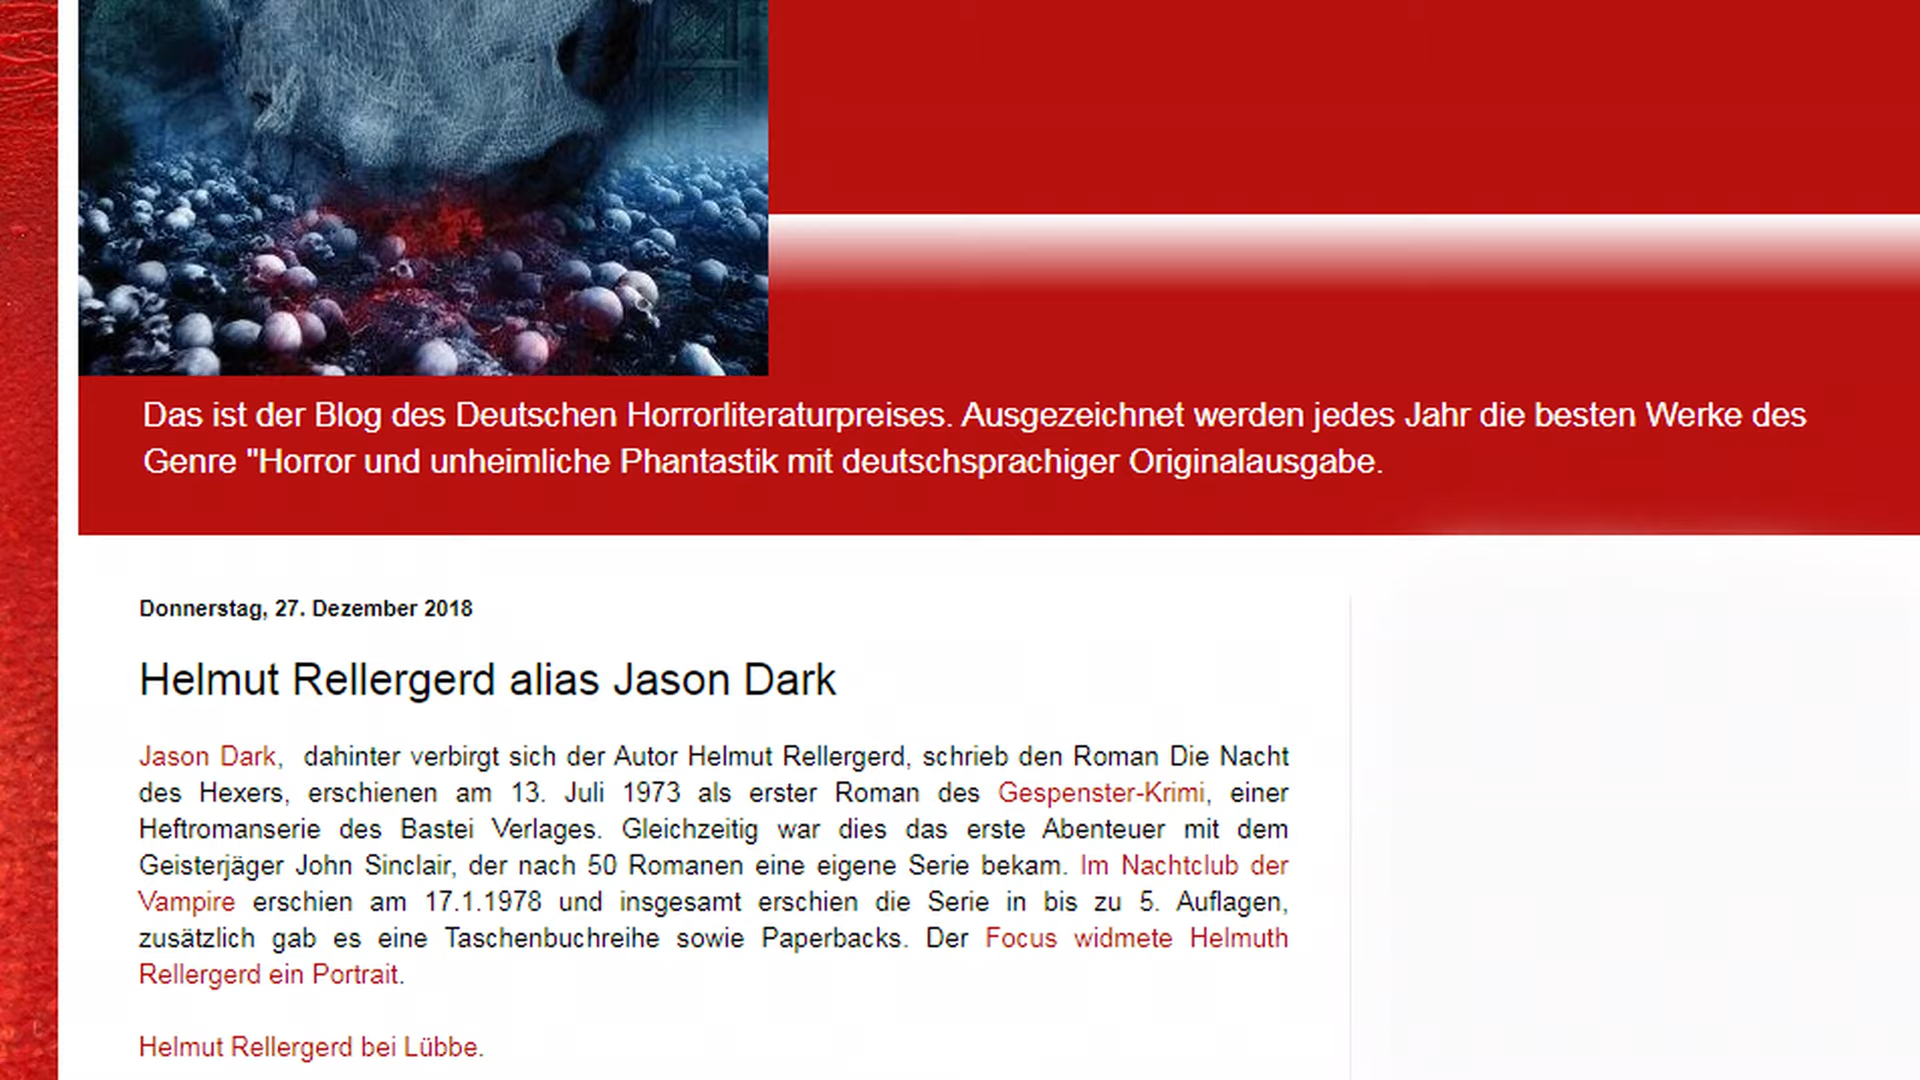 Das ist der Blog des Deutschen Horrorliteraturpreises. Ausgezeichnet werden jedes Jahr die besten Werke des
Genre "Horror und unheimliche Phantastik mit deutschsprachiger Originalausgabe.
Donnerstag, 27. Dezember 2018
Helmut Rellergerd alias Jason Dark
Jason Dark, dahinter verbirgt sich der Autor Helmut Rellergerd, schrieb den Roman Die Nacht
des Hexers, erschienen am 13. Juli 1973 als erster Roman des Gespenster-Krimi, einer
Heftromanserie des Bastei Verlages. Gleichzeitig war dies das erste Abenteuer mit dem
Geisterjäger John Sinclair, der nach 50 Romanen eine eigene Serie bekam. Im Nachtclub der
Vampire erschien am 17.1.1978 und insgesamt erschien die Serie in bis zu 5. Auflagen,
zusätzlich gab es eine Taschenbuchreihe sowie Paperbacks. Der Focus widmete Helmuth
Rellergerd ein Portrait.
Helmut Rellergerd bei Lübbe.